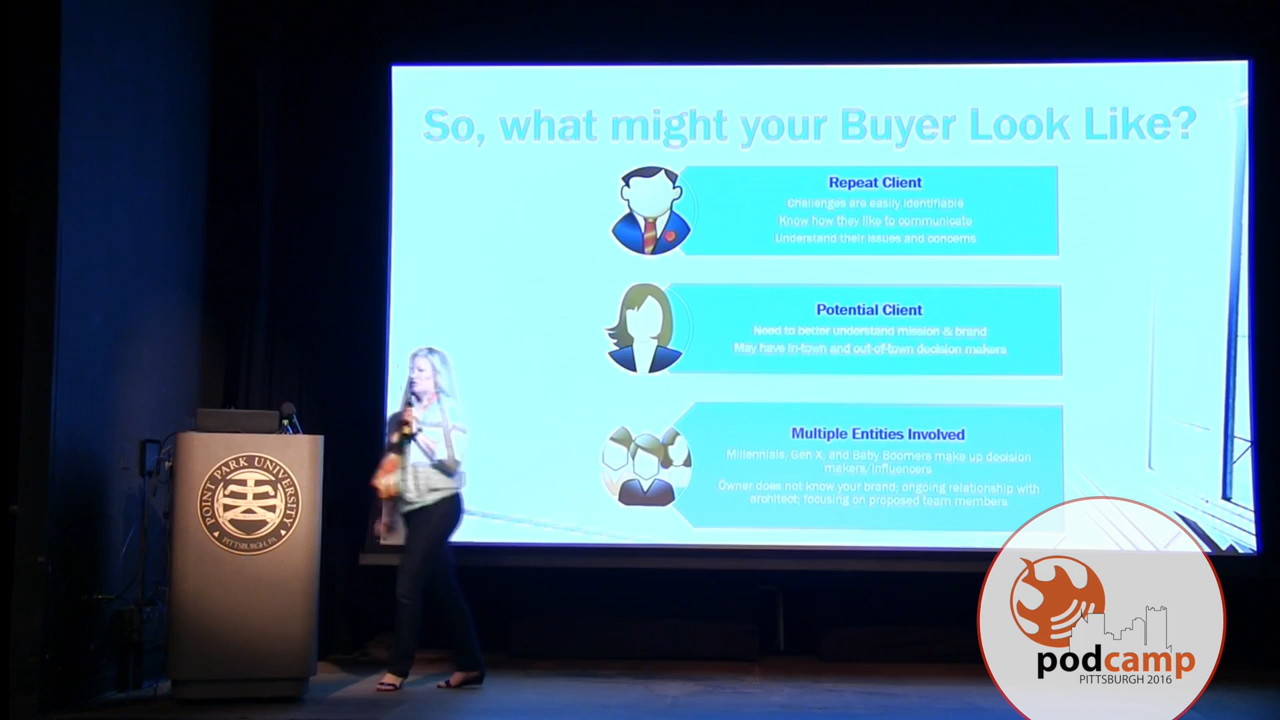 So, what might your Buyer Look Like?
Repeat Client
Challenges are easily identifiable
Know how they like to communicate
Understand their issues and concerns
Potential Client
Need to better understand mission & brand
May have in-town and out-of-town decision makers
Multiple Entities Involved
Millennials, Gen X, and Baby Boomers make up decision
makers/influencers
Owner does not know your brand; ongoing relationship with
architect; focusing on proposed team members
POINT PARK UNIVERSITY
PITTSBURGH, PA
podcamp
PITTSBURGH 2016